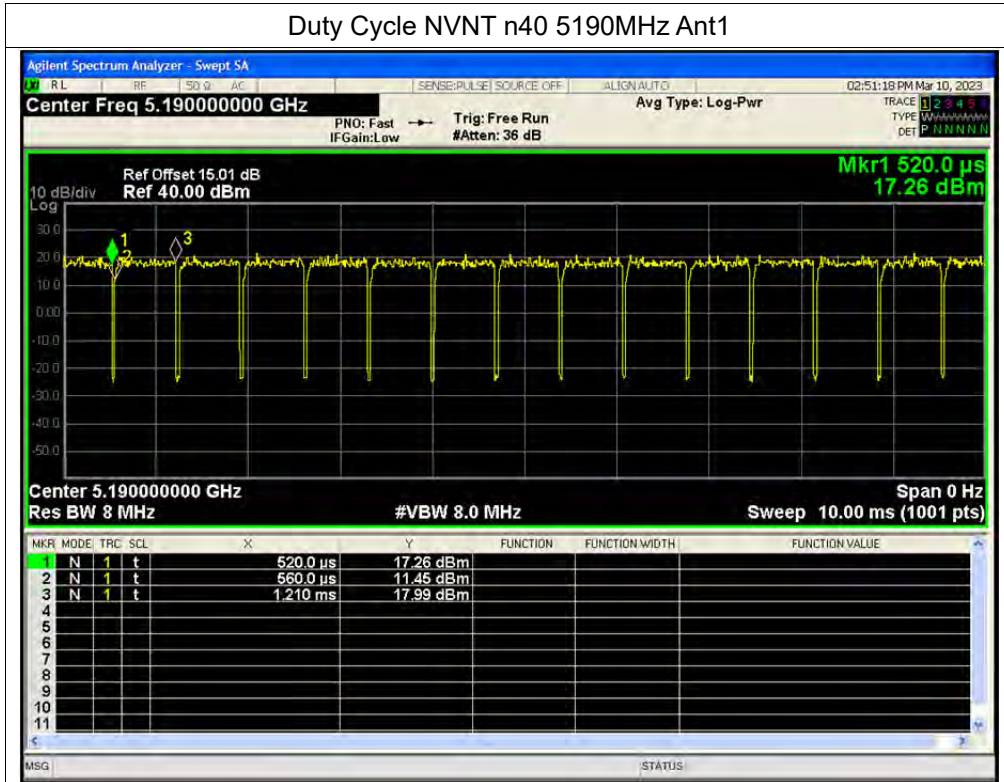 Duty Cycle NVNT n40 5190MHz Ant1
Agilent Spectrum Analyzer - Swept SA
RL RF 50 Ω AC SENSE:PULSE SOURCE OFF ALIGN AUTO 02:51:18 PM Mar 10, 2023
Center Freq 5.190000000 GHz Avg Type: Log-Pwr TRACE 1 2 3 4 5
PNO: Fast Trig: Free Run TYPE W
IFGain:Low #Atten: 36 dB DET P N N N N N
Mkr1 520.0 µs
Ref Offset 15.01 dB
10 dB/div Ref 40.00 dBm 17.26 dBm
Log
30.0
1
3
2
20.0
10.0
0.00
-10.0
-20.0
-30.0
-40.0
-50.0
Center 5.190000000 GHz Span 0 Hz
Res BW 8 MHz #VBW 8.0 MHz Sweep 10.00 ms (1001 pts)
MKR MODE TRC SCL X Y FUNCTION FUNCTION WIDTH FUNCTION VALUE
1 N 1 t 520.0 µs 17.26 dBm
2 N 1 t 560.0 µs 11.45 dBm
3 N 1 t 1.210 ms 17.99 dBm
4
5
6
7
8
9
10
11
MSG STATUS